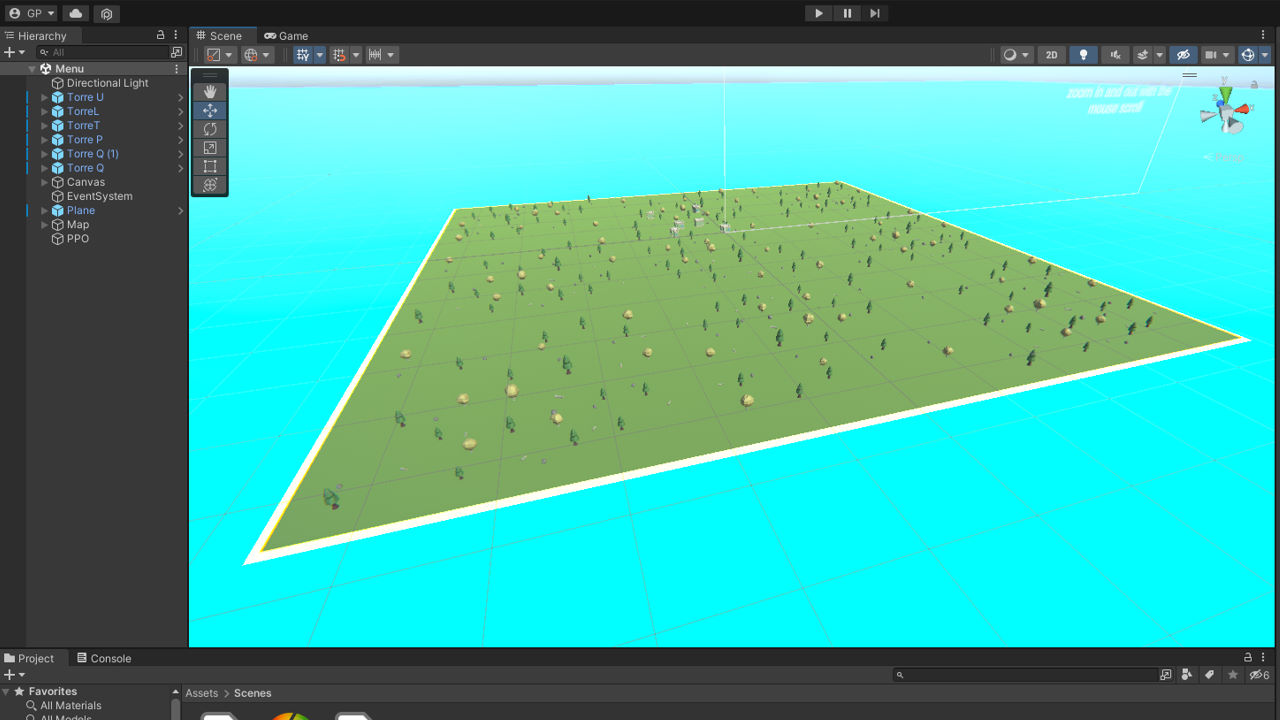 GP
Hierarchy
Scene
Game
All
2D
Menu
Directional Light
Torre U
TorreL
TorreT
Torre P
Torre Q (1)
Torre Q
Canvas
EventSystem
Plane
Map
PPO
zoom in and out with the
mouse scroll
y
Project
Console
6
Favorites
Assets > Scenes
All Materials
All Models